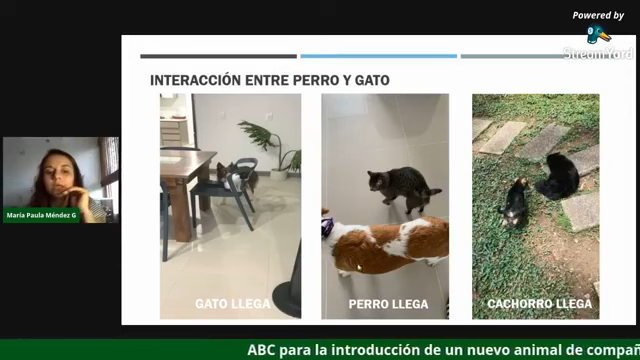 Powered by
StreamYard
INTERACCIÓN ENTRE PERRO Y GATO
María Paula Méndez G
GATO LLEGA
PERRO LLEGA
CACHORRO LLEGA
ABC para la introducción de un nuevo animal de compañ